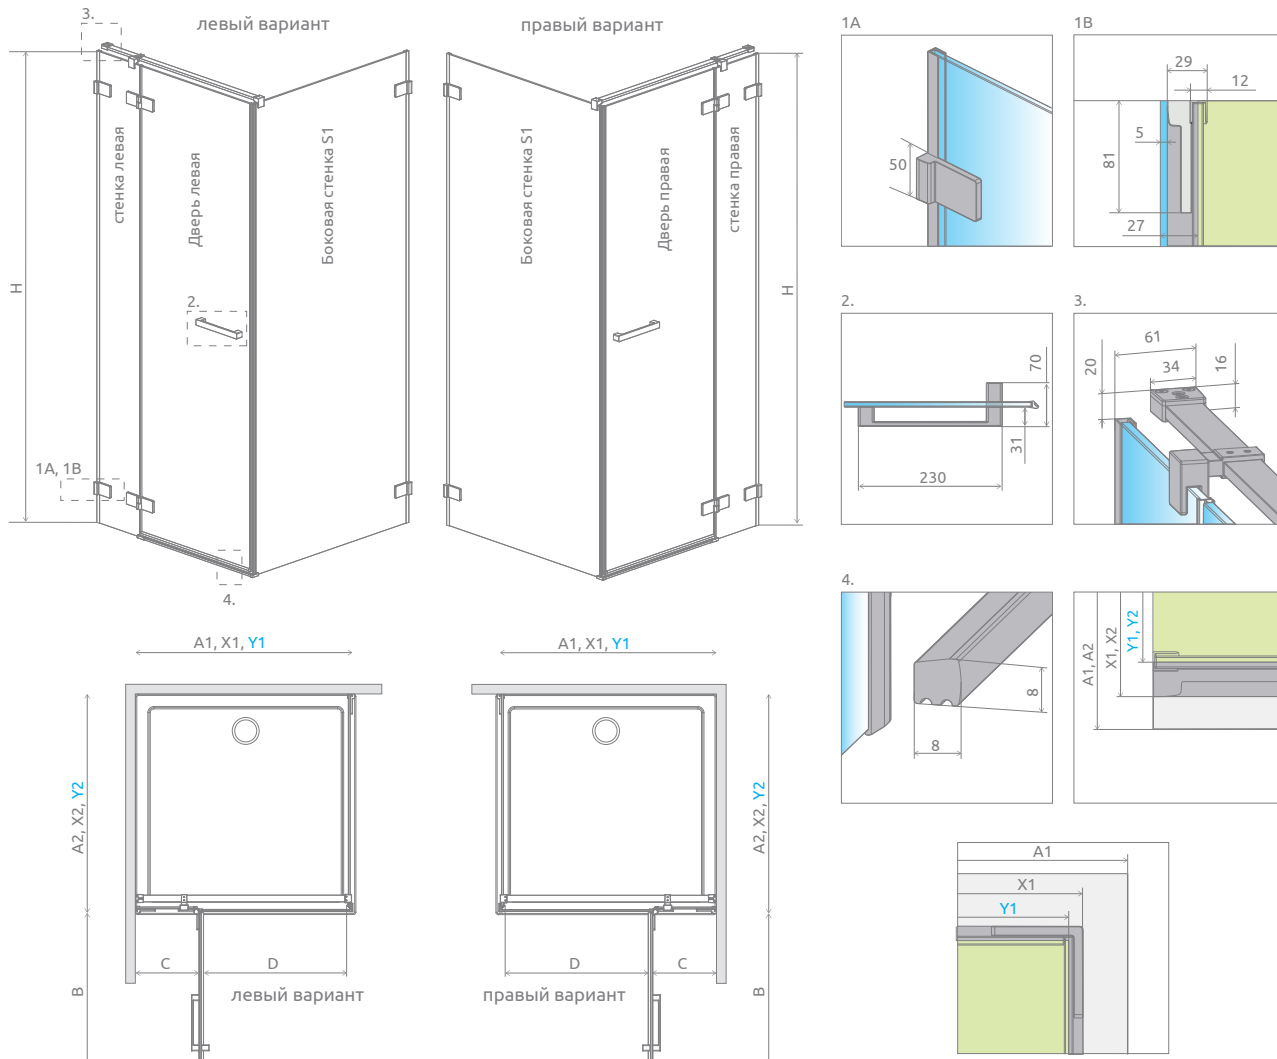 левый вариант
правый вариант
3.
стенка левая
Дверь левая
Боковая стенка S1
H
2.
1A, 1B
4.
Боковая стенка S1
Дверь правая
стенка правая
H
1A
50
1B
29
12
5
81
27
2.
70
31
230
3.
61
34
20
16
4.
8
8
A1, A2
X1, X2
Y1, Y2
A1, X1, Y1
A2, X2, Y2
B
C
D
левый вариант
A1, X1, Y1
A2, X2, Y2
B
D
C
правый вариант
A1
X1
Y1